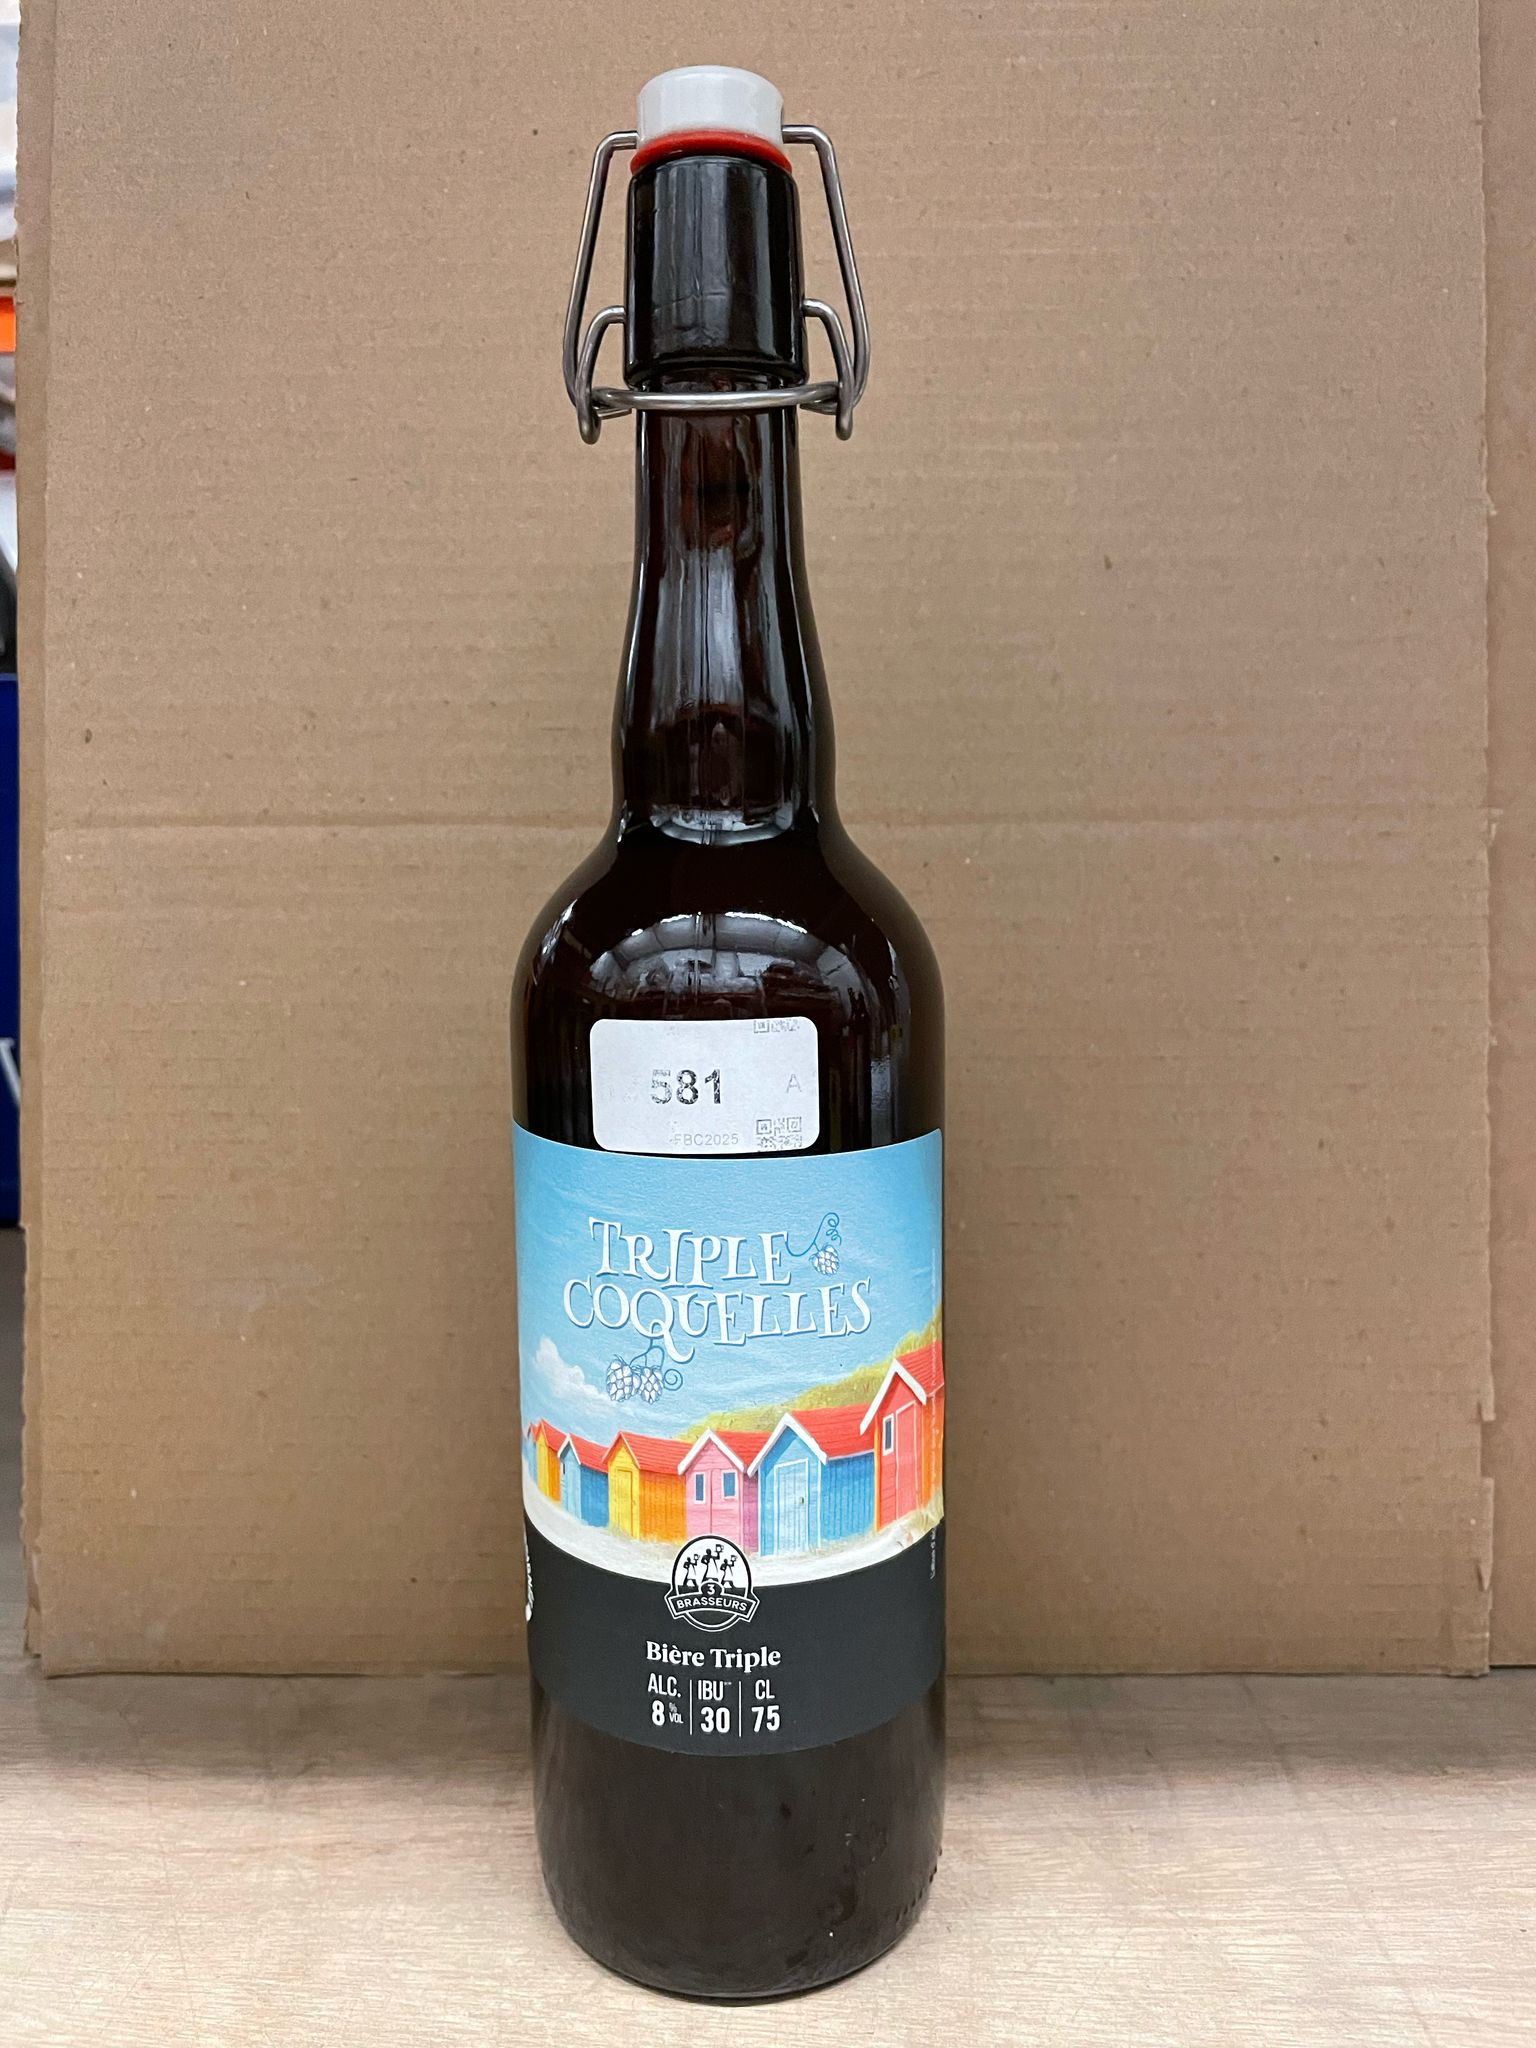 581
A
FBC2025
TRIPLE
COQUELLES
3
BRASSEURS
Bière Triple
ALC. IBU CL
8 % VOL 30 75